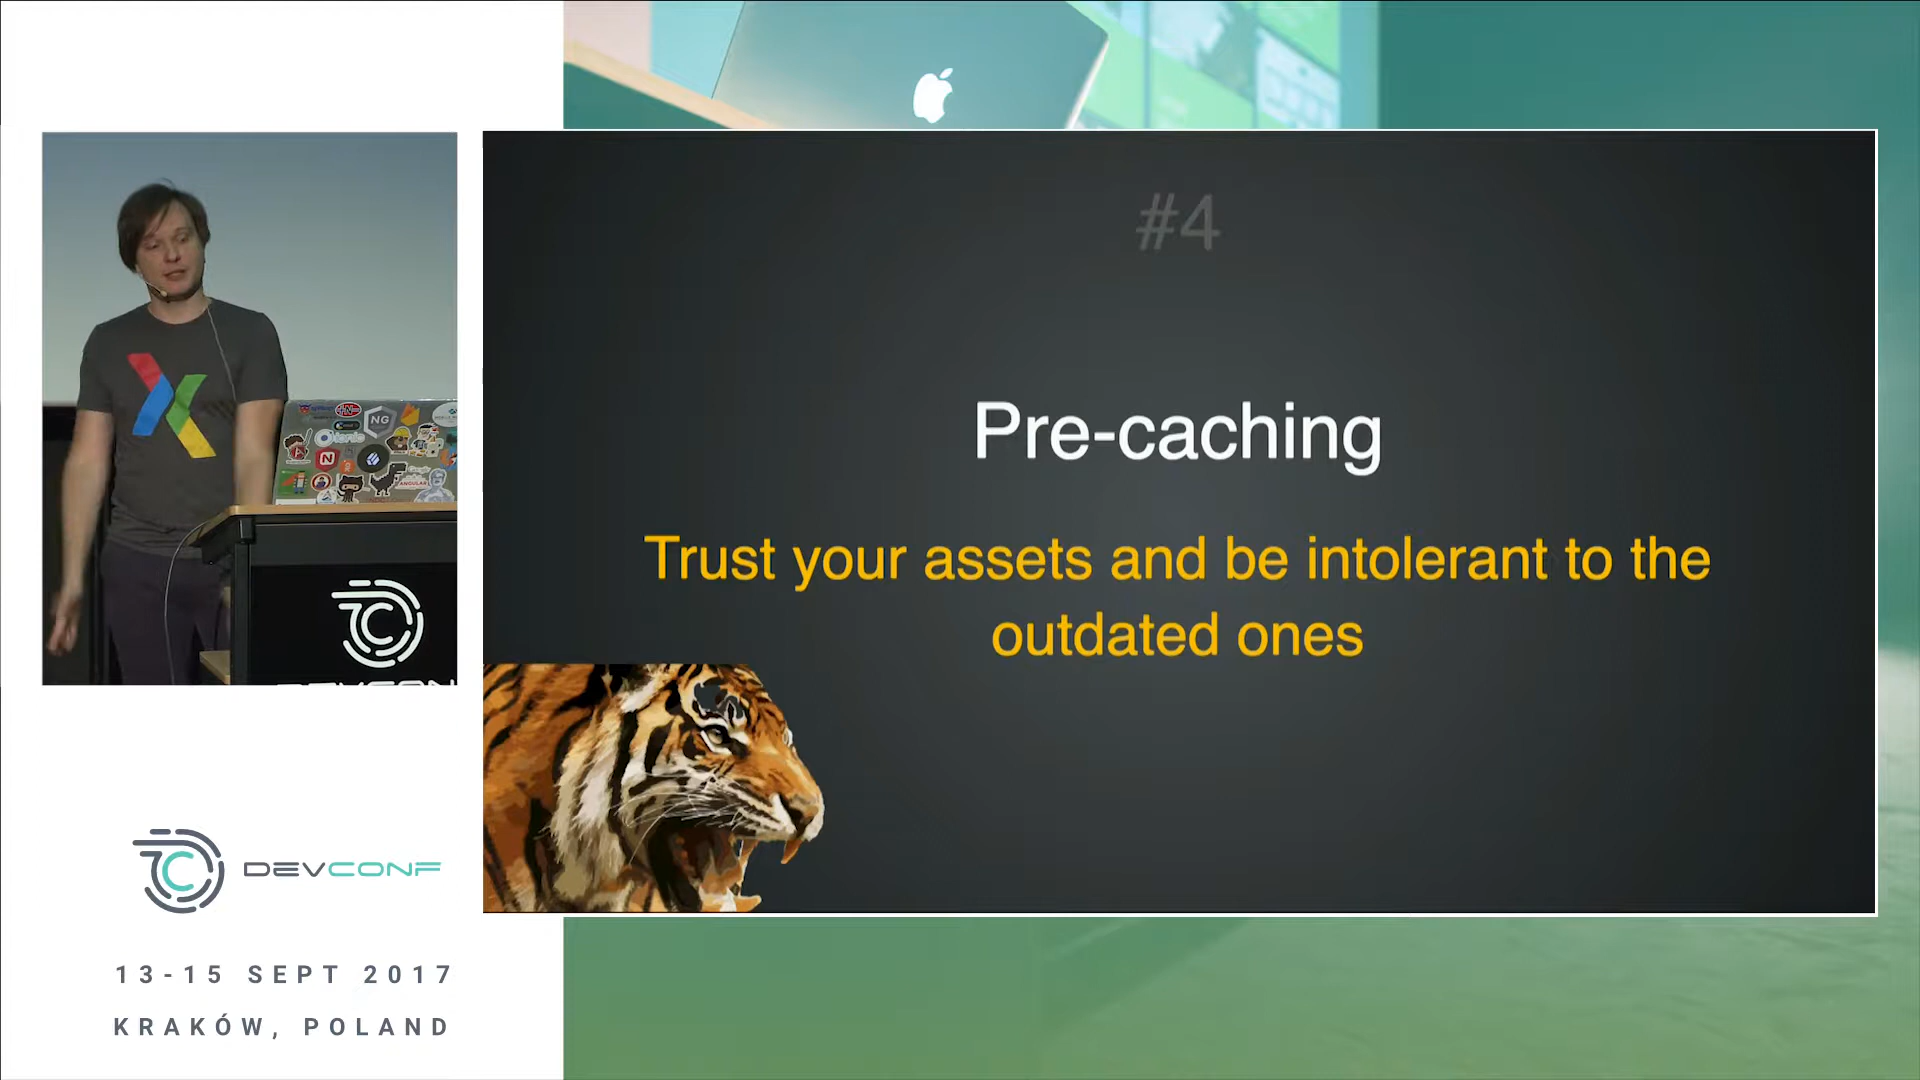 #4
Pre-caching
Trust your assets and be intolerant to the
outdated ones
NG
N
DEVCONF
13-15 SEPT 2017
KRAKÓW, POLAND